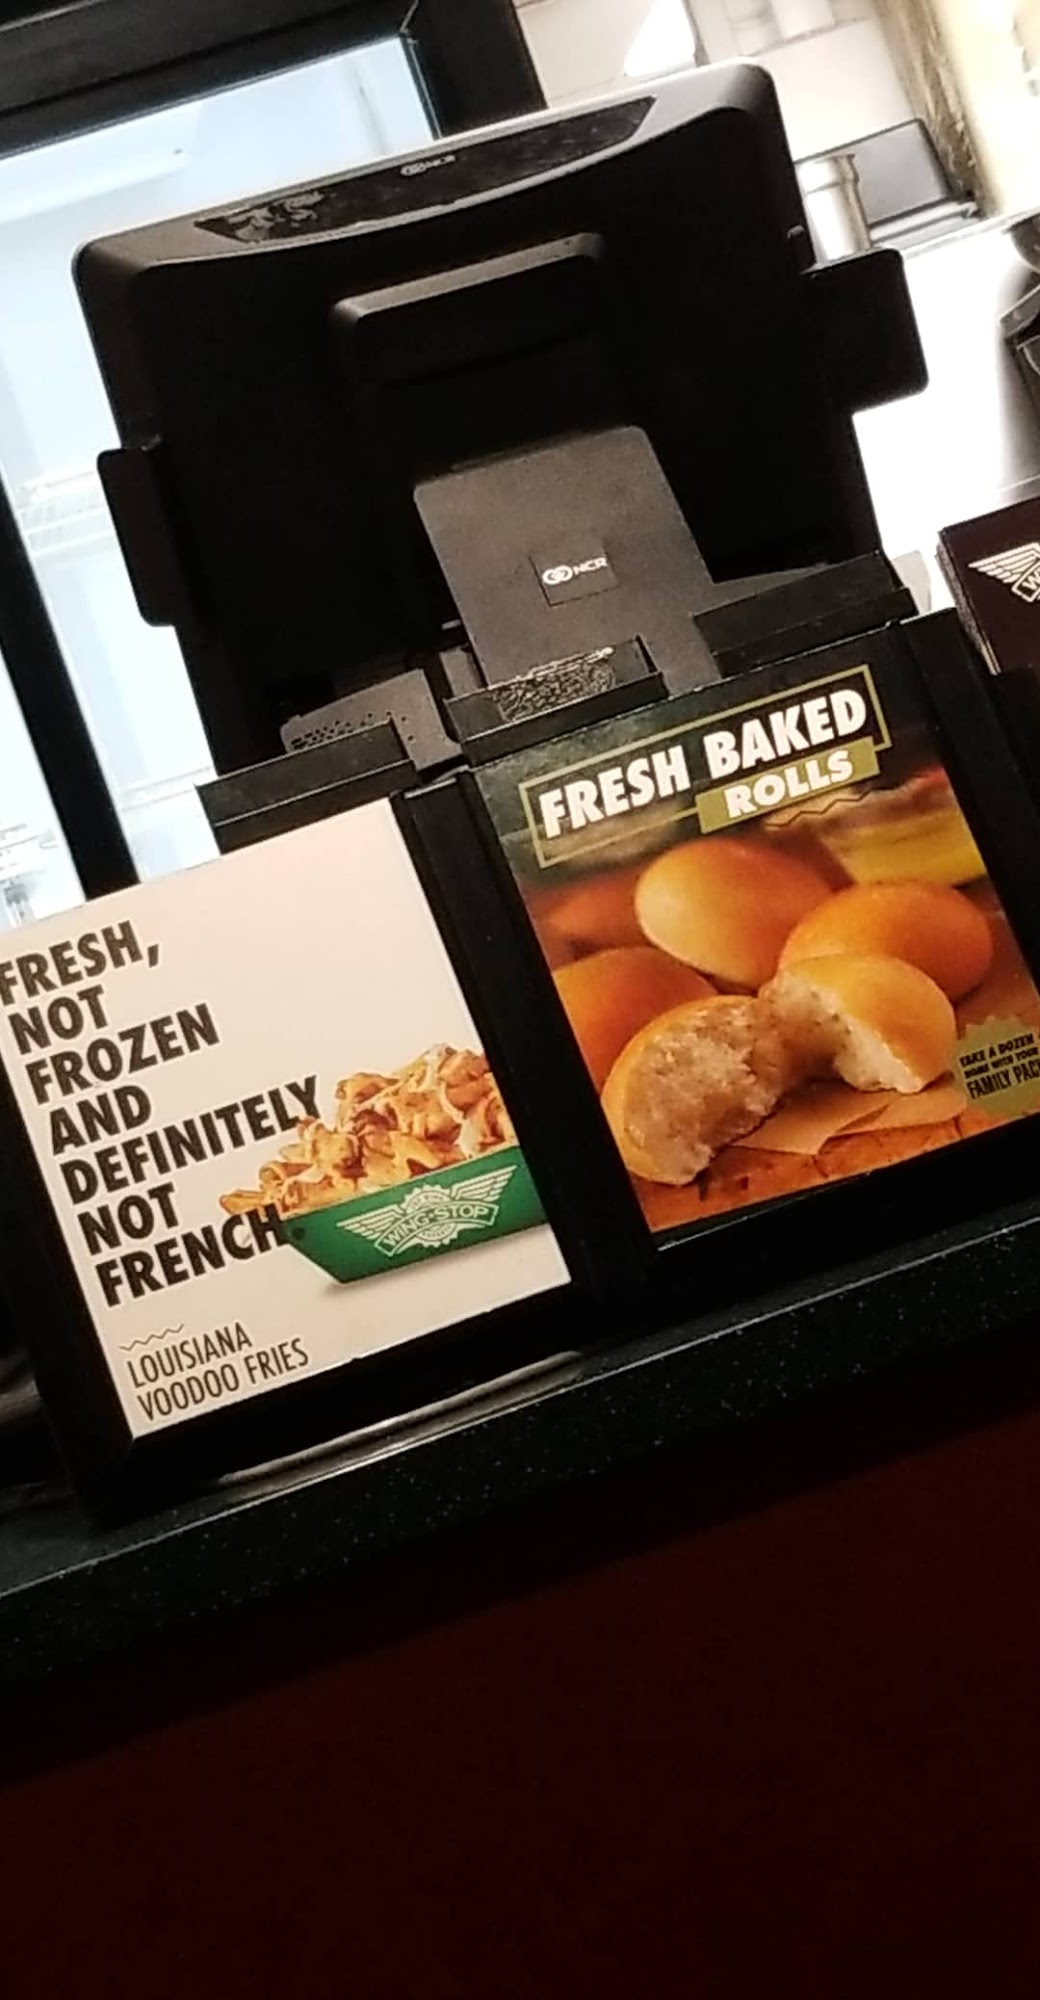 NCR
NCR
FRESH BAKED
ROLLS
TAKE A DOZEN
HOME WITH YOUR
FAMILY PACK
FRESH,
NOT
FROZEN
AND
DEFINITELY
NOT
FRENCH.
WING-STOP
LOUISIANA
VOODOO FRIES